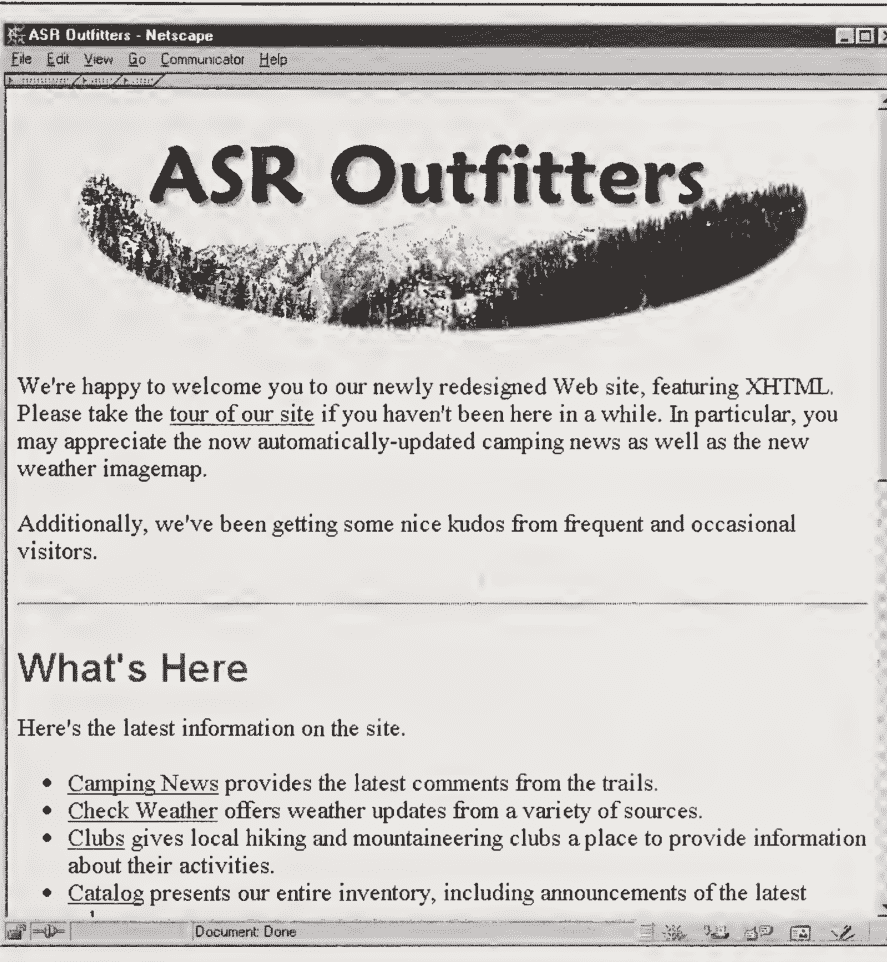 ASR Outfitters - Netscape
File Edit View Go Communicator Help
ASR Outfitters
We're happy to welcome you to our newly redesigned Web site, featuring XHTML.
Please take the tour of our site if you haven't been here in a while. In particular, you
may appreciate the now automatically-updated camping news as well as the new
weather imagemap.
Additionally, we've been getting some nice kudos from frequent and occasional
visitors.
What's Here
Here's the latest information on the site.
• Camping News provides the latest comments from the trails.
• Check Weather offers weather updates from a variety of sources.
• Clubs gives local hiking and mountaineering clubs a place to provide information
about their activities.
• Catalog presents our entire inventory, including announcements of the latest
Document: Done